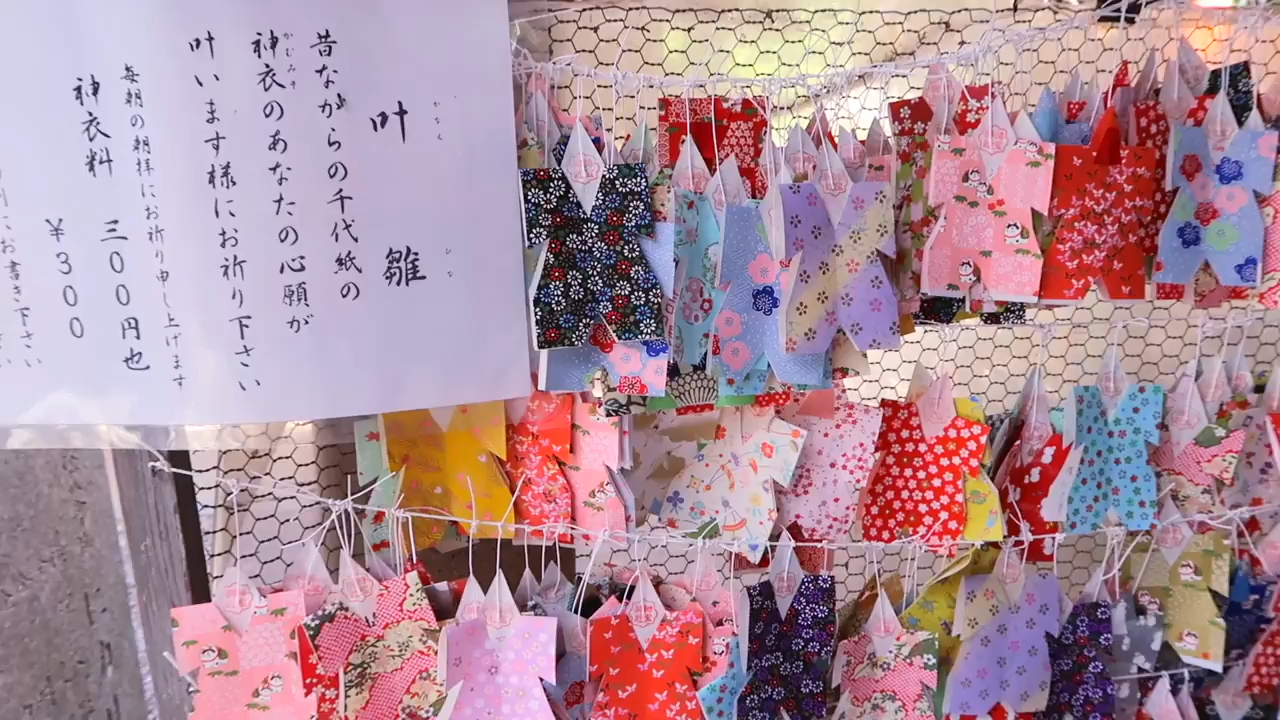 叶 雛
昔ながらの千代紙の
神衣のあなたの心願が
叶います様にお祈り下さい
毎朝の朝拝にお祈り申し上げます
神衣料 三００円也
￥３００
にお書き下さい